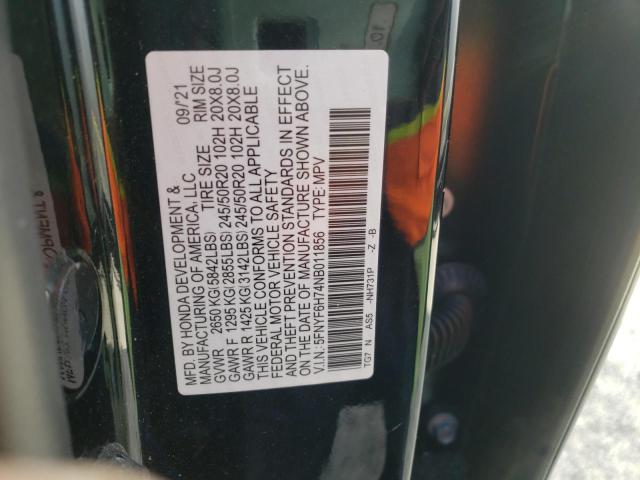 MFD. BY HONDA DEVELOPMENT & 09/21
MANUFACTURING OF AMERICA, LLC
TIRE SIZE RIM SIZE
GVWR 2650 KG(5842LBS)
GAWR F 1295 KG(2855LBS) 245/50R20 102H 20X8.0J
GAWR R 1425 KG(3142LBS) 245/50R20 102H 20X8.0J
THIS VEHICLE CONFORMS TO ALL APPLICABLE
FEDERAL MOTOR VEHICLE SAFETY
AND THEFT PREVENTION STANDARDS IN EFFECT
ON THE DATE OF MANUFACTURE SHOWN ABOVE.
V.I.N.: 5FNYF6H74NB011856 TYPE: MPV
TG7 N AS5 -NH731P -Z -B